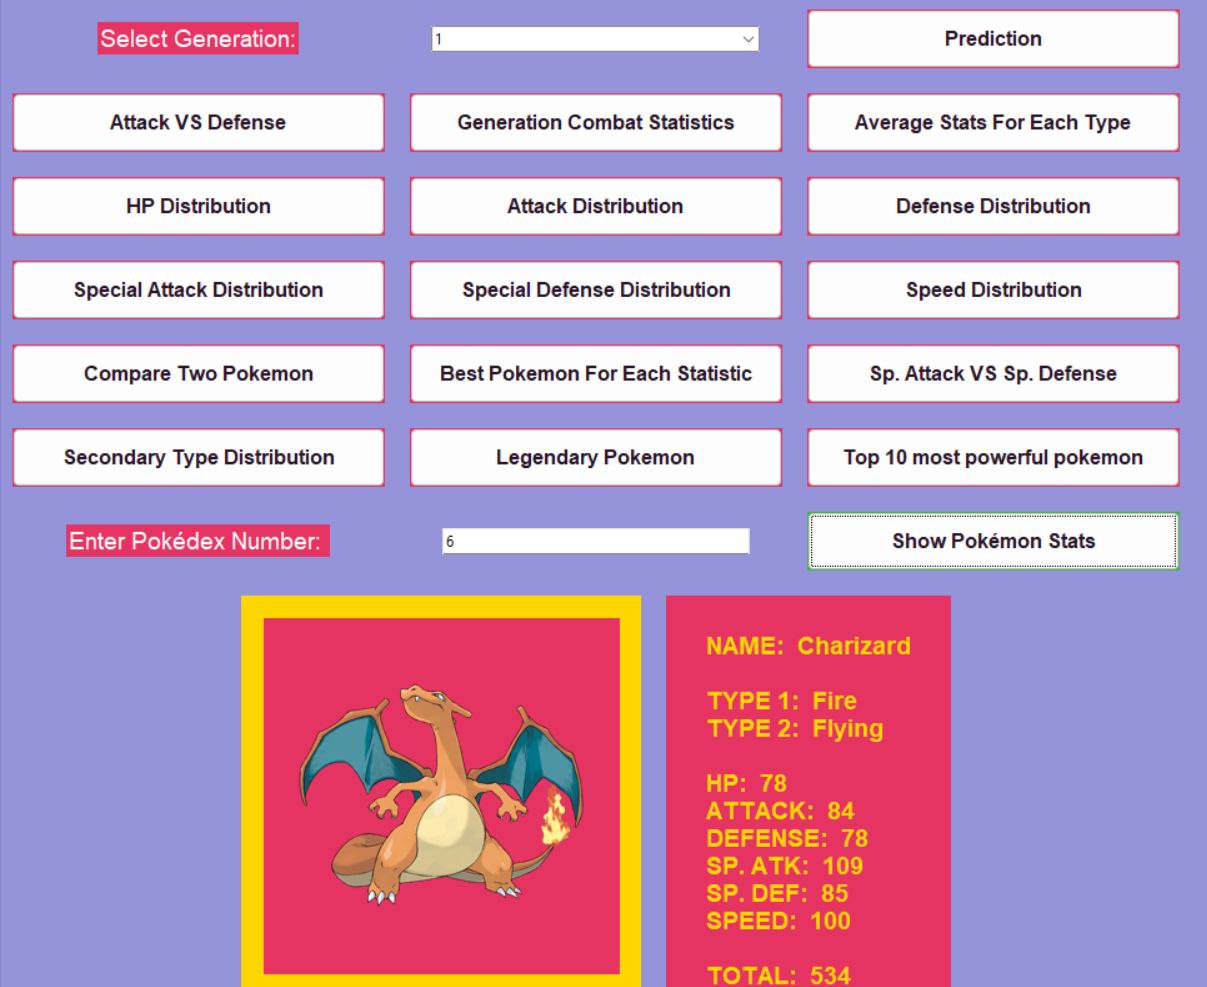 Select Generation:
1
Prediction
Attack VS Defense
Generation Combat Statistics
Average Stats For Each Type
HP Distribution
Attack Distribution
Defense Distribution
Special Attack Distribution
Special Defense Distribution
Speed Distribution
Compare Two Pokemon
Best Pokemon For Each Statistic
Sp. Attack VS Sp. Defense
Secondary Type Distribution
Legendary Pokemon
Top 10 most powerful pokemon
Enter Pokédex Number:
6
Show Pokémon Stats
NAME: Charizard
TYPE 1: Fire
TYPE 2: Flying
HP: 78
ATTACK: 84
DEFENSE: 78
SP. ATK: 109
SP. DEF: 85
SPEED: 100
TOTAL: 534